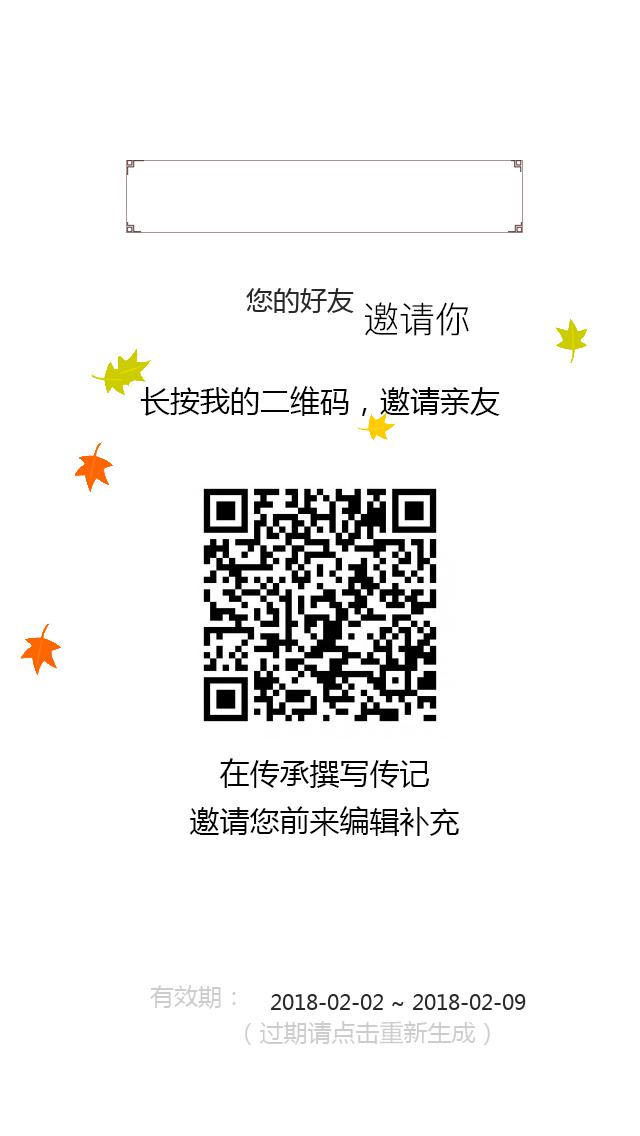 您的好友
邀请你
长按我的二维码，邀请亲友
在传承撰写传记
邀请您前来编辑补充
有效期：
2018-02-02 ~ 2018-02-09
（过期请点击重新生成）